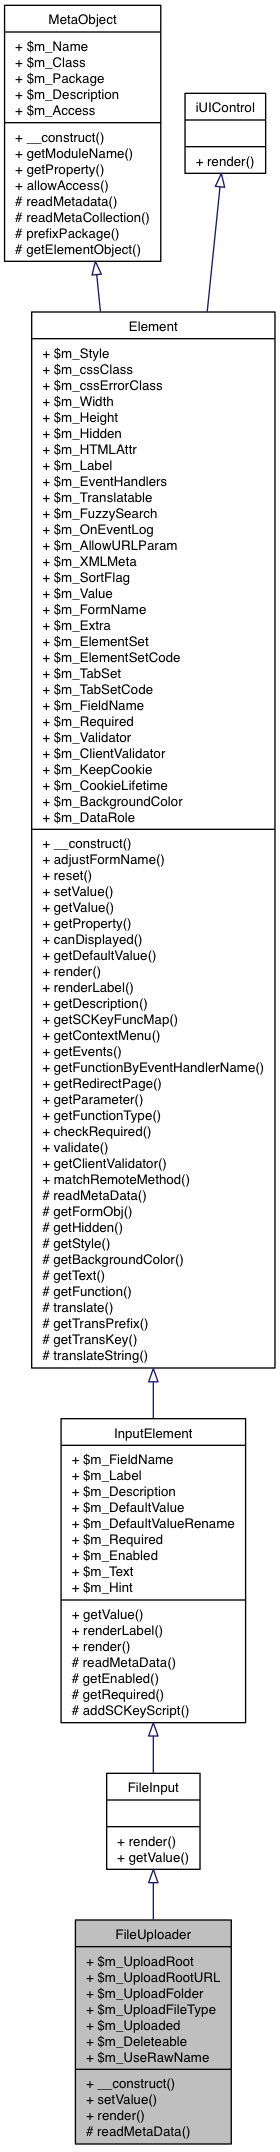 MetaObject
+ $m_Name
+ $m_Class
+ $m_Package
+ $m_Description
+ $m_Access
+ __construct()
+ getModuleName()
+ getProperty()
+ allowAccess()
# readMetadata()
# readMetaCollection()
# prefixPackage()
# getElementObject()
iUIControl
+ render()
Element
+ $m_Style
+ $m_cssClass
+ $m_cssErrorClass
+ $m_Width
+ $m_Height
+ $m_Hidden
+ $m_HTMLAttr
+ $m_Label
+ $m_EventHandlers
+ $m_Translatable
+ $m_FuzzySearch
+ $m_OnEventLog
+ $m_AllowURLParam
+ $m_XMLMeta
+ $m_SortFlag
+ $m_Value
+ $m_FormName
+ $m_Extra
+ $m_ElementSet
+ $m_ElementSetCode
+ $m_TabSet
+ $m_TabSetCode
+ $m_FieldName
+ $m_Required
+ $m_Validator
+ $m_ClientValidator
+ $m_KeepCookie
+ $m_CookieLifetime
+ $m_BackgroundColor
+ $m_DataRole
+ __construct()
+ adjustFormName()
+ reset()
+ setValue()
+ getValue()
+ getProperty()
+ canDisplayed()
+ getDefaultValue()
+ render()
+ renderLabel()
+ getDescription()
+ getSCKeyFuncMap()
+ getContextMenu()
+ getEvents()
+ getFunctionByEventHandlerName()
+ getRedirectPage()
+ getParameter()
+ getFunctionType()
+ checkRequired()
+ validate()
+ getClientValidator()
+ matchRemoteMethod()
# readMetaData()
# getFormObj()
# getHidden()
# getStyle()
# getBackgroundColor()
# getText()
# getFunction()
# translate()
# getTransPrefix()
# getTransKey()
# translateString()
InputElement
+ $m_FieldName
+ $m_Label
+ $m_Description
+ $m_DefaultValue
+ $m_DefaultValueRename
+ $m_Required
+ $m_Enabled
+ $m_Text
+ $m_Hint
+ getValue()
+ renderLabel()
+ render()
# readMetaData()
# getEnabled()
# getRequired()
# addSCKeyScript()
FileInput
+ render()
+ getValue()
FileUploader
+ $m_UploadRoot
+ $m_UploadRootURL
+ $m_UploadFolder
+ $m_UploadFileType
+ $m_Uploaded
+ $m_Deleteable
+ $m_UseRawName
+ __construct()
+ setValue()
+ render()
# readMetaData()